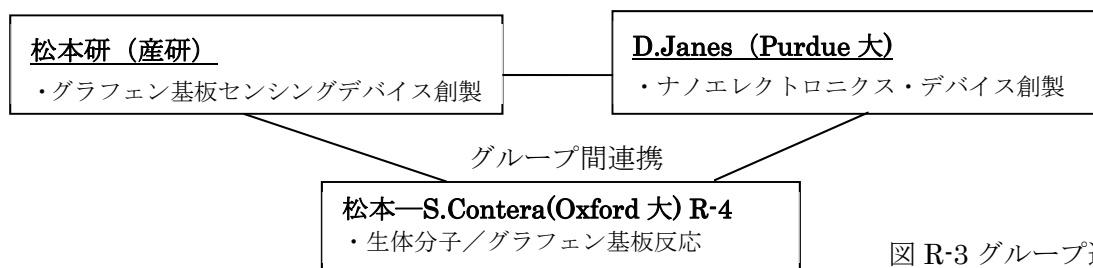 松本研（産研）
・グラフェン基板センシングデバイス創製
D.Janes（Purdue 大)
・ナノエレクトロニクス・デバイス創製
グループ間連携
松本―S.Contera(Oxford 大) R-4
・生体分子／グラフェン基板反応
図 R-3 グループ